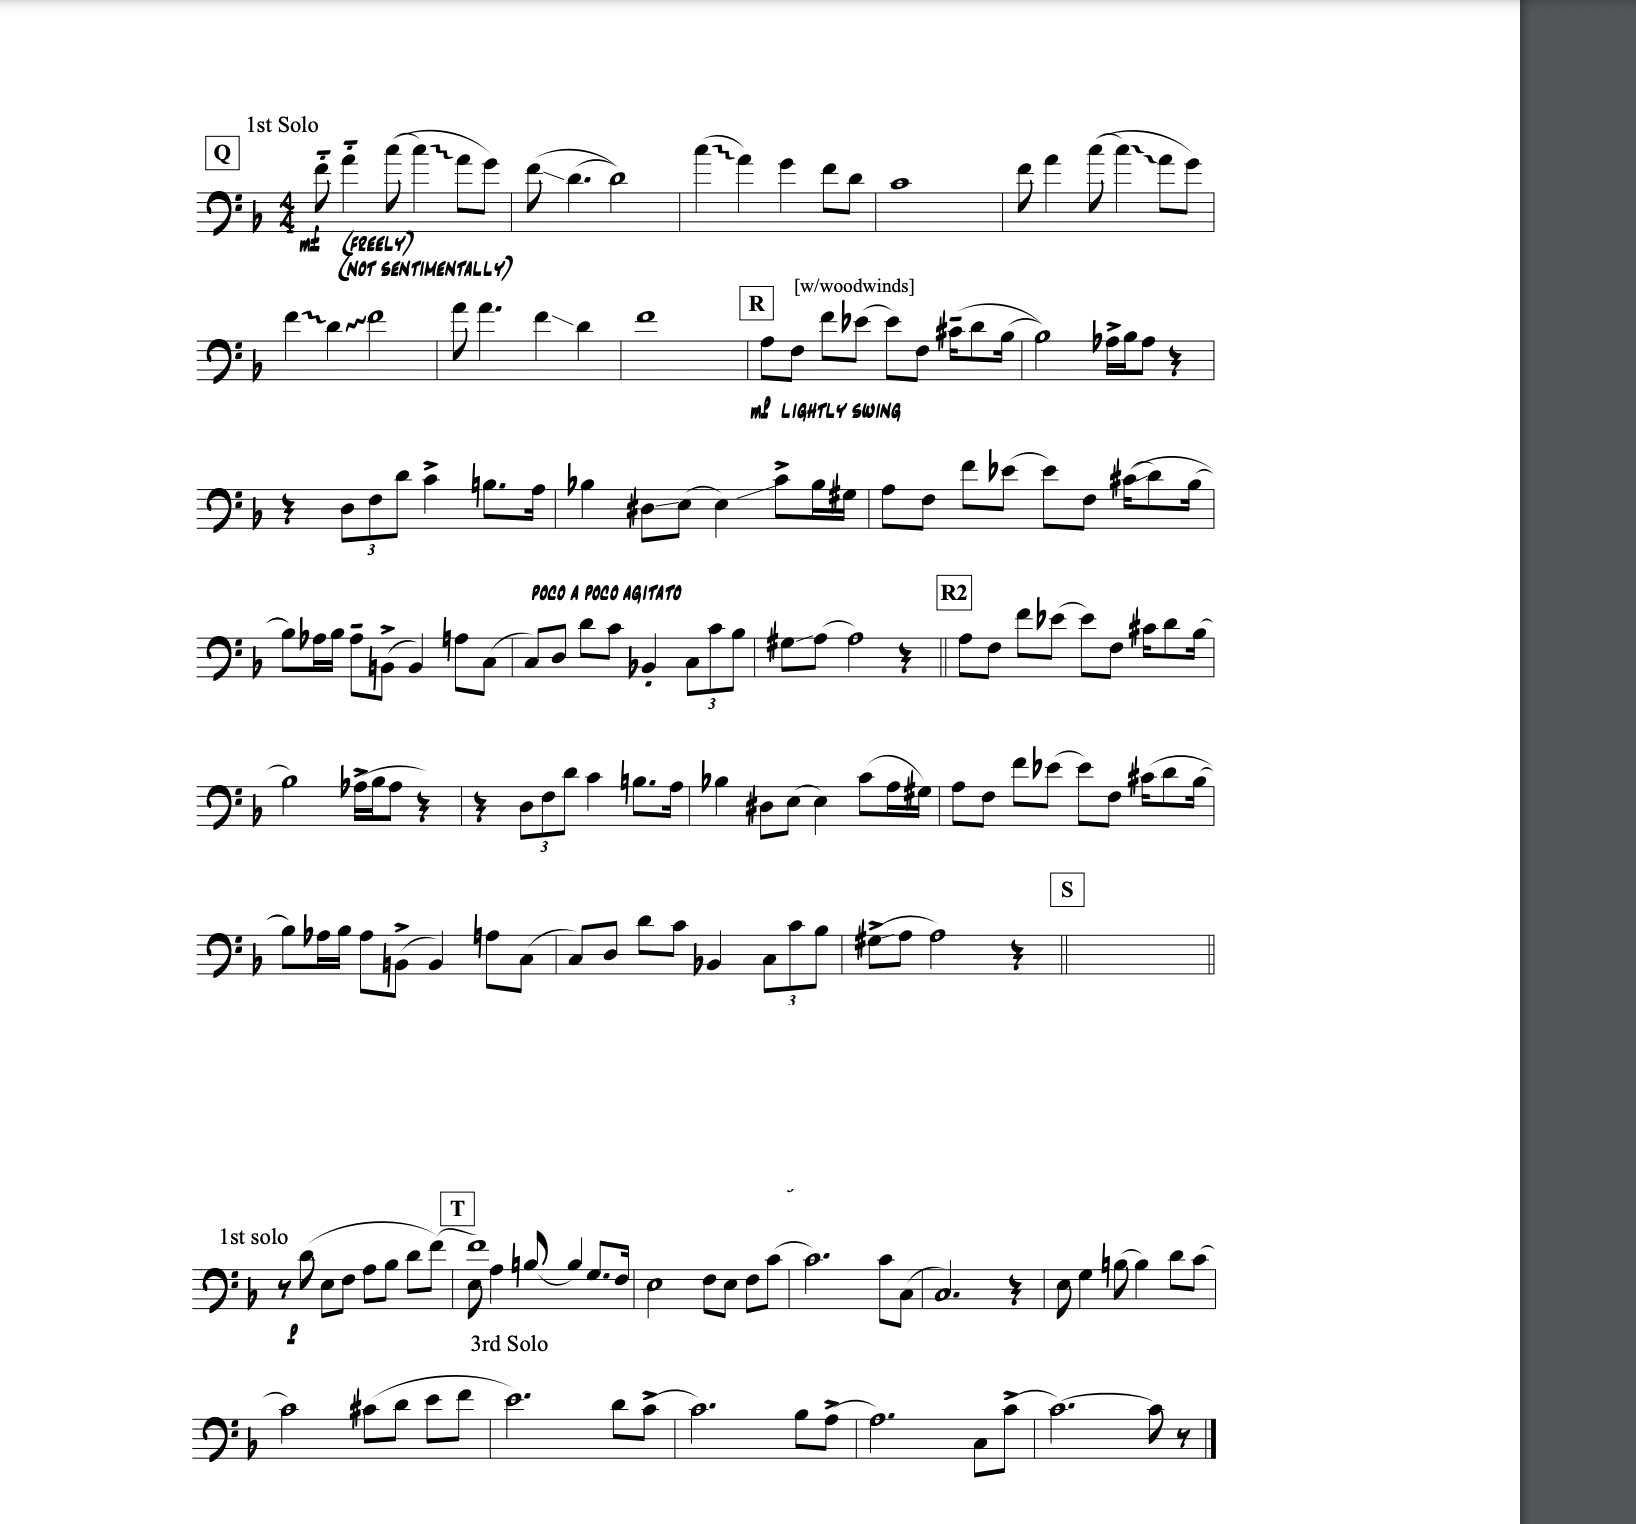 1st Solo
Q
4
4
mf (FREELY)
(NOT SENTIMENTALLY)
R [w/woodwinds]
mf LIGHTLY SWING
3
POCO A POCO AGITATO
R2
3
3
S
3
T
1st solo
p
3rd Solo